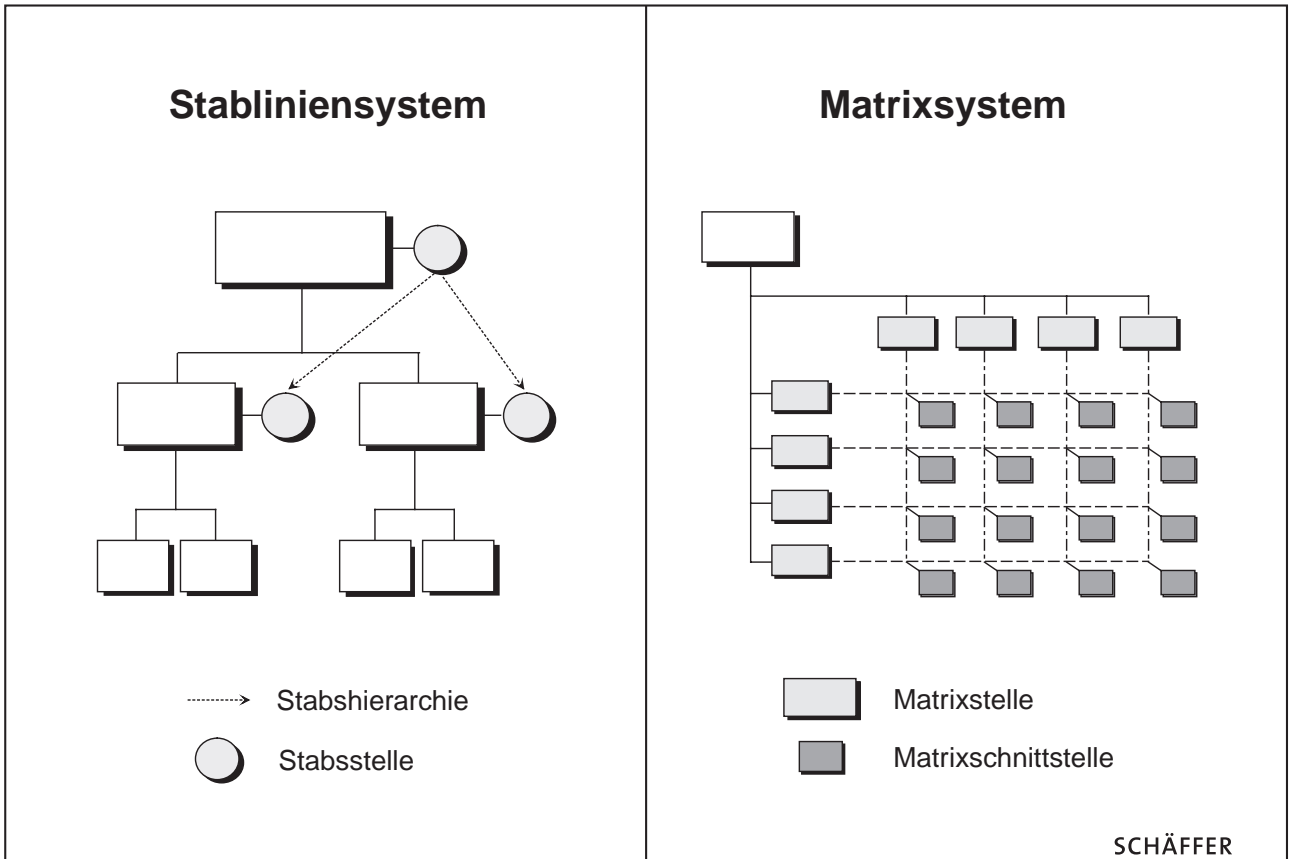 Stabliniensystem
Matrixsystem
Stabshierarchie
Stabsstelle
Matrixstelle
Matrixschnittstelle
SCHÄFFER